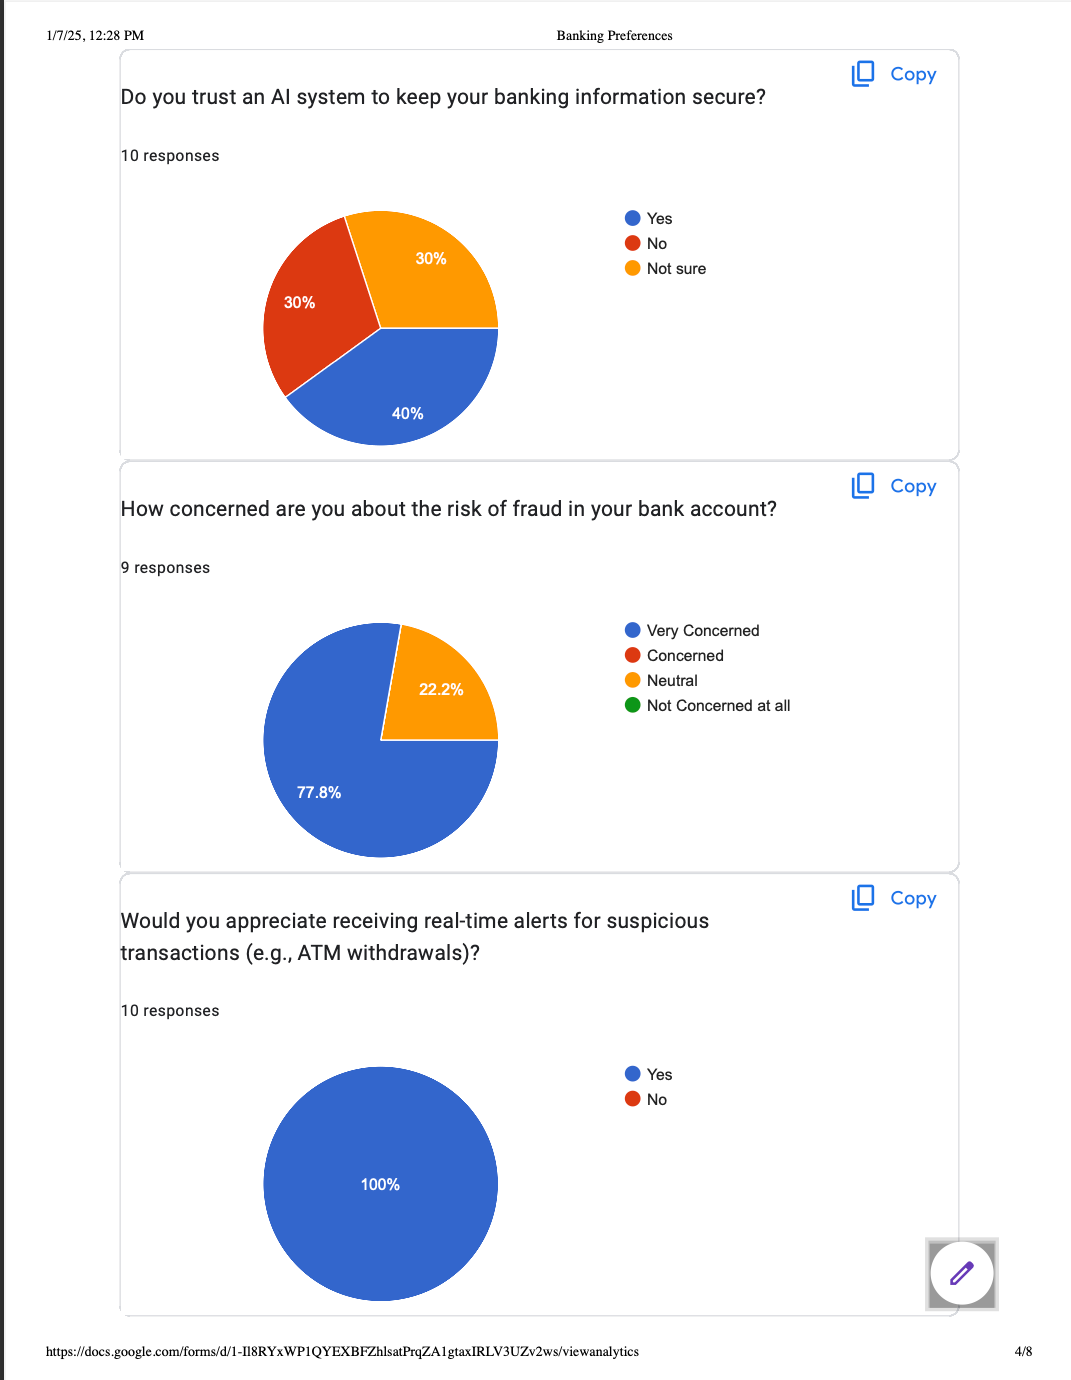 1/7/25, 12:28 PM
Banking Preferences
Copy
Do you trust an AI system to keep your banking information secure?
10 responses
Yes
No
Not sure
30%
30%
40%
Copy
How concerned are you about the risk of fraud in your bank account?
9 responses
Very Concerned
Concerned
Neutral
Not Concerned at all
22.2%
77.8%
Copy
Would you appreciate receiving real-time alerts for suspicious
transactions (e.g., ATM withdrawals)?
10 responses
Yes
No
100%
https://docs.google.com/forms/d/1-Il8RYxWP1QYEXBFZhlsatPrqZA1gtaxIRLV3UZv2ws/viewanalytics
4/8